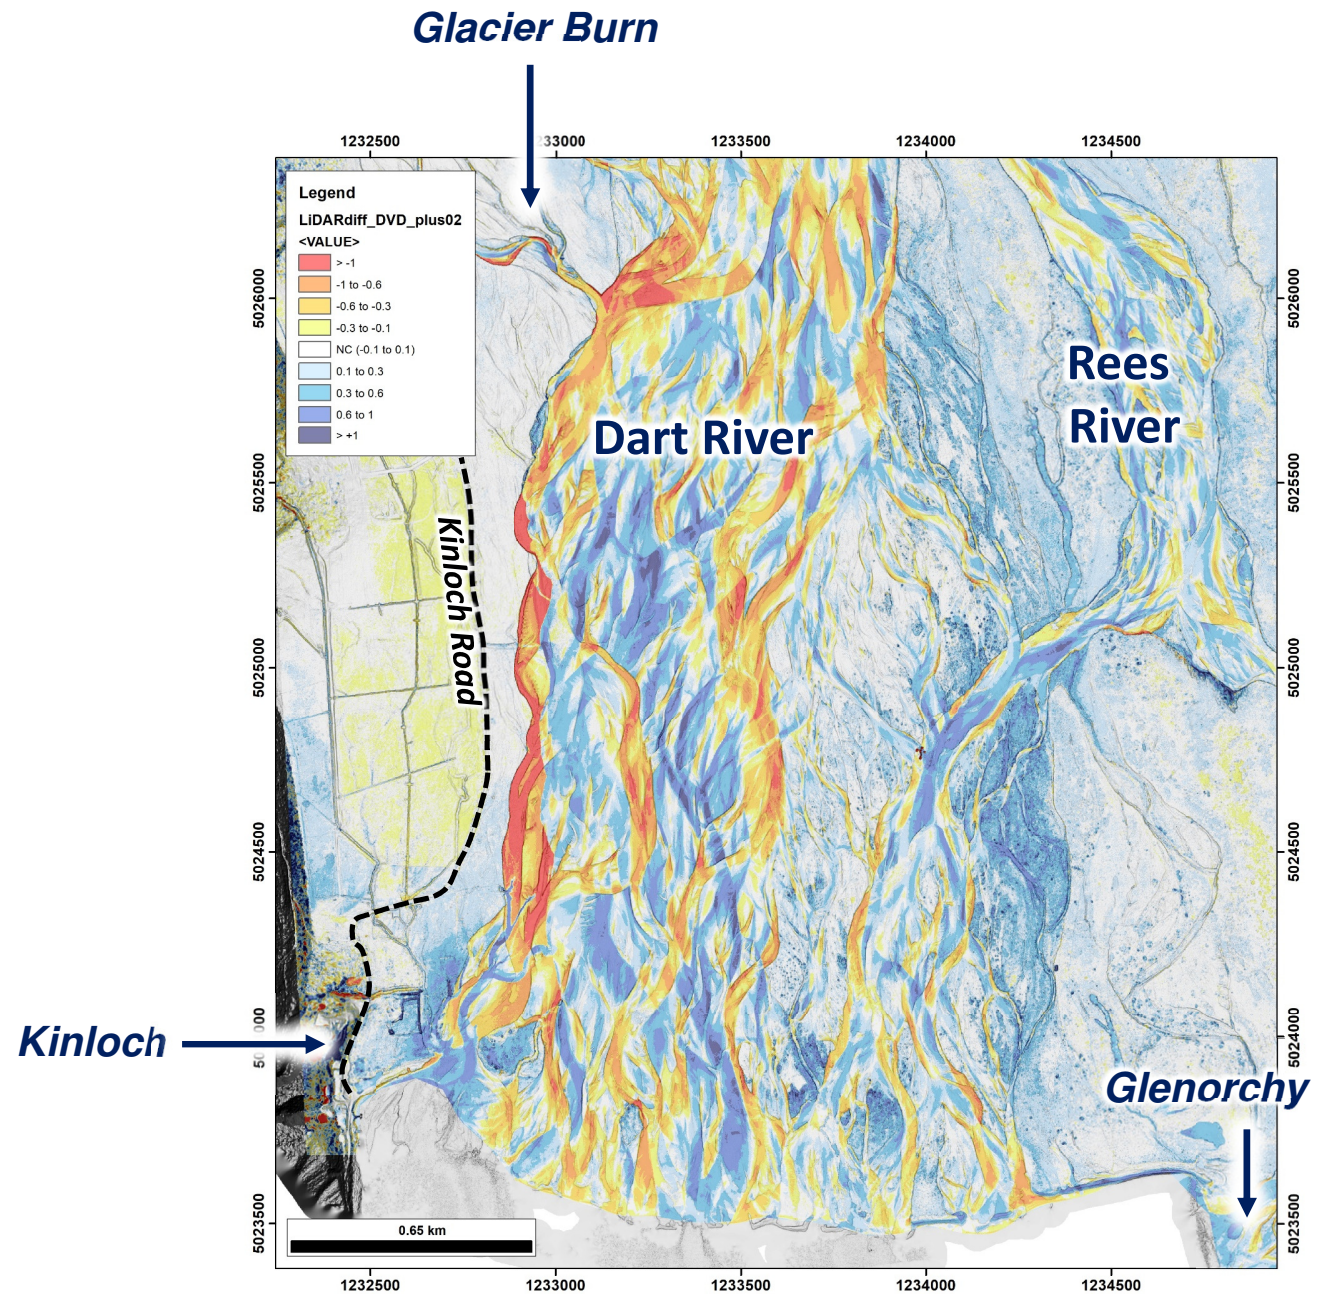 Glacier Burn
1232500
233000
1233500
1234000
1234500
Legend
LiDARdiff_DVD_plus02
<VALUE>
> -1
-1 to -0.6
-0.6 to -0.3
-0.3 to -0.1
NC (-0.1 to 0.1)
0.1 to 0.3
0.3 to 0.6
0.6 to 1
> +1
5026000
5026000
Rees
River
Dart River
5025500
5025500
Kinloch Road
5025000
5025000
5024500
5024500
5024000
Kinloch
Glenorchy
5023500
5023500
0.65 km
1232500
1233000
1233500
1234000
1234500